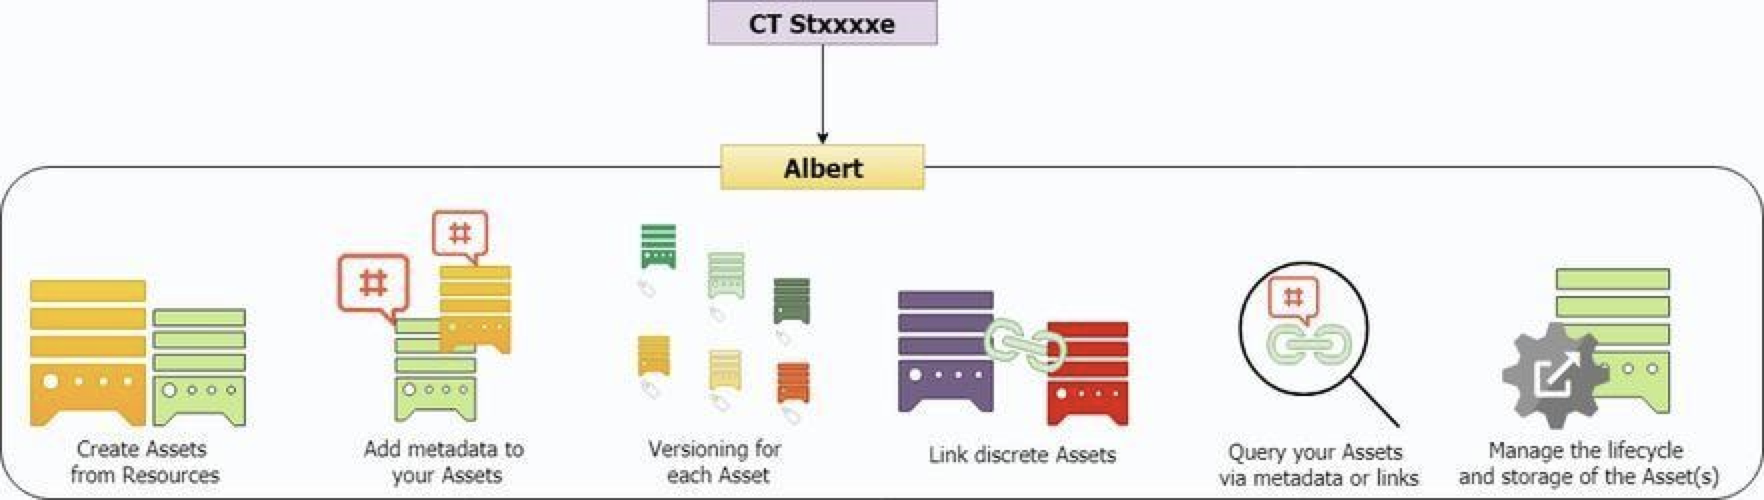 CT Stxxxxe
Albert
#
#
#
Create Assets
from Resources
Add metadata to
your Assets
Versioning for
each Asset
Link discrete Assets
Query your Assets
via metadata or links
Manage the lifecycle
and storage of the Asset(s)